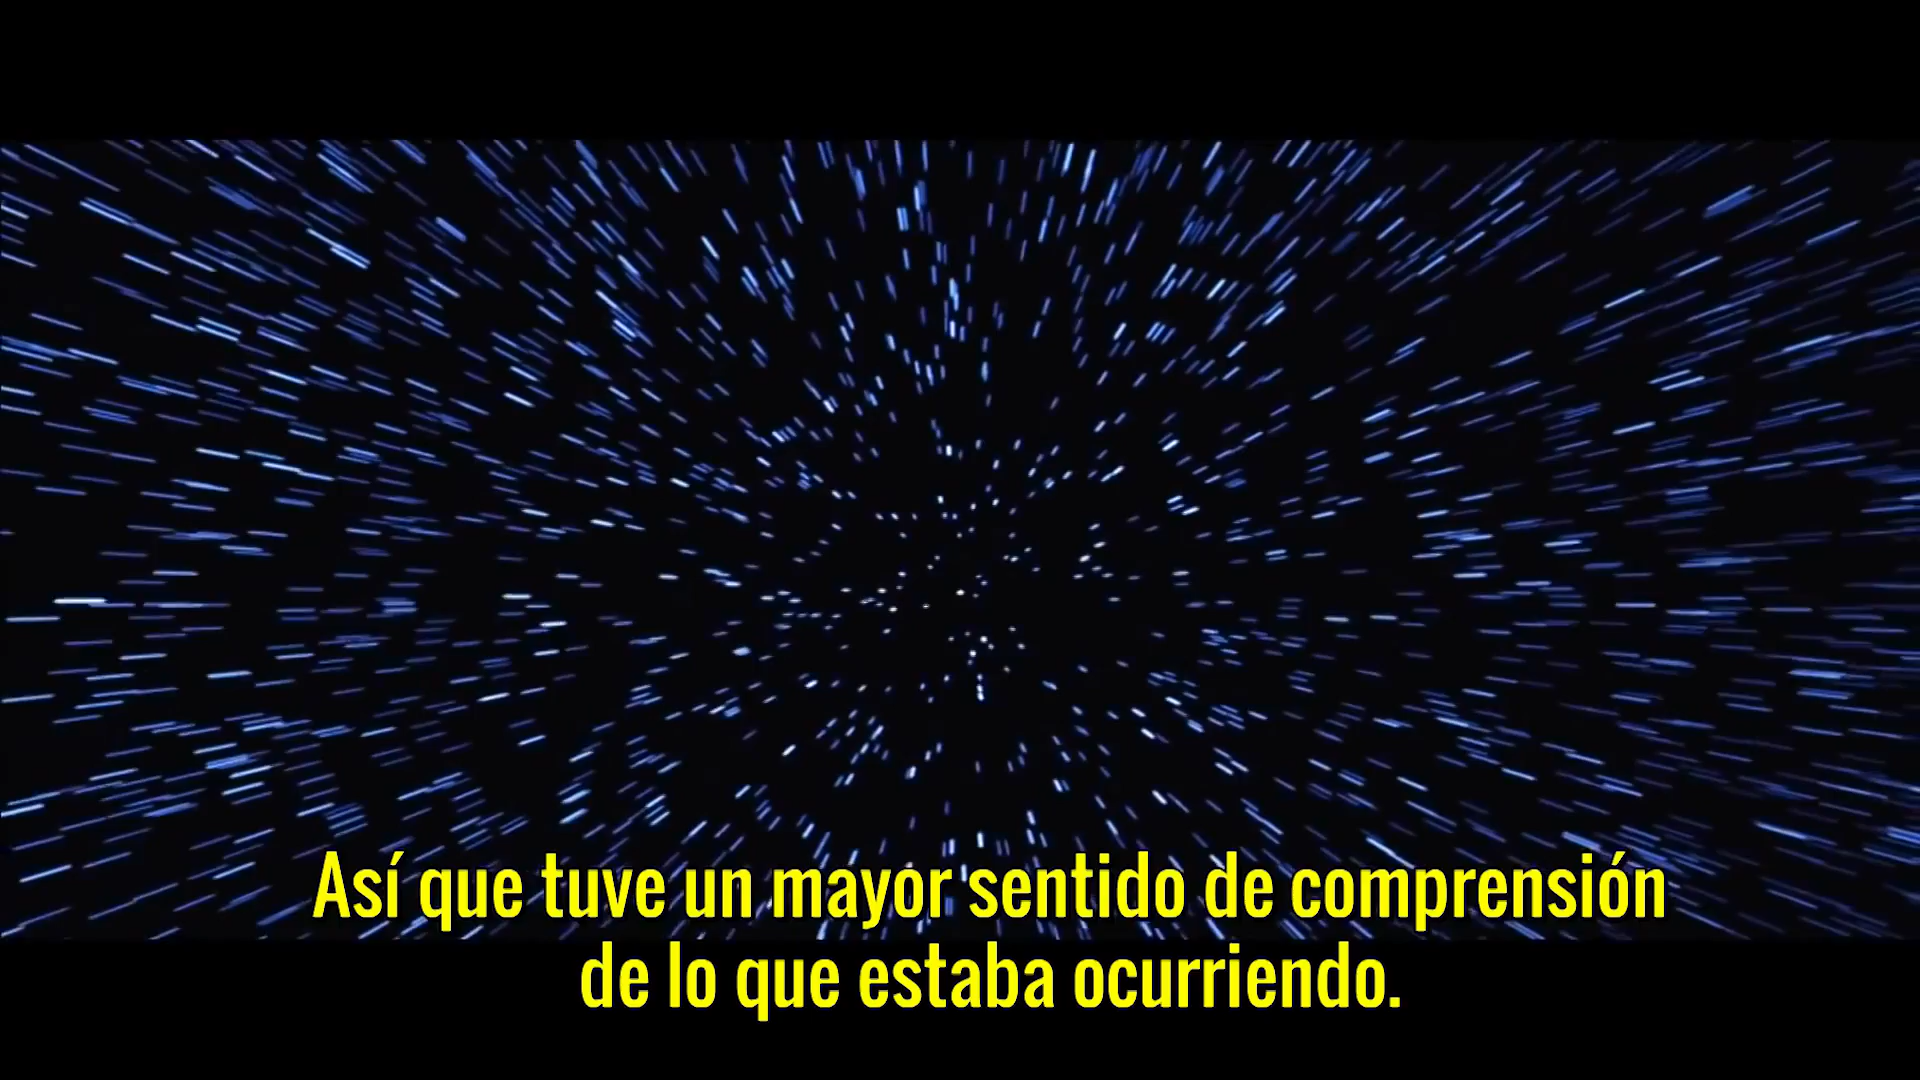 Así que tuve un mayor sentido de comprensión
de lo que estaba ocurriendo.